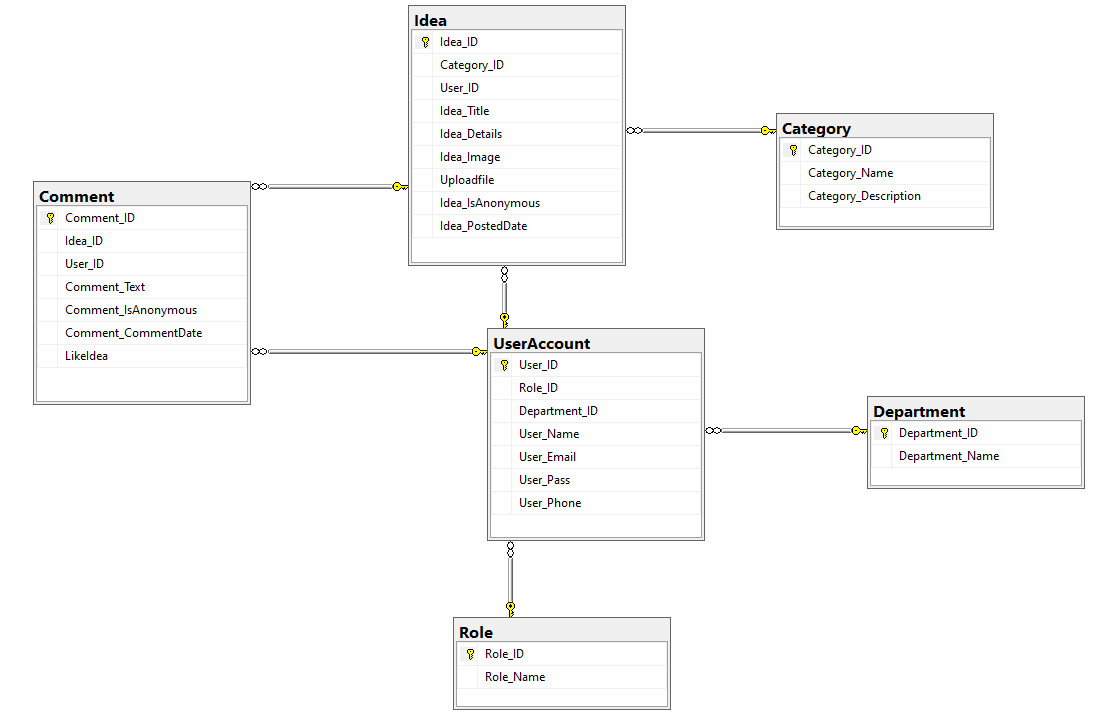 Idea
Idea_ID
Category_ID
User_ID
Idea_Title
Idea_Details
Idea_Image
Uploadfile
Idea_IsAnonymous
Idea_PostedDate
Category
Category_ID
Category_Name
Category_Description
Comment
Comment_ID
Idea_ID
User_ID
Comment_Text
Comment_IsAnonymous
Comment_CommentDate
LikeIdea
UserAccount
User_ID
Role_ID
Department_ID
User_Name
User_Email
User_Pass
User_Phone
Department
Department_ID
Department_Name
Role
Role_ID
Role_Name